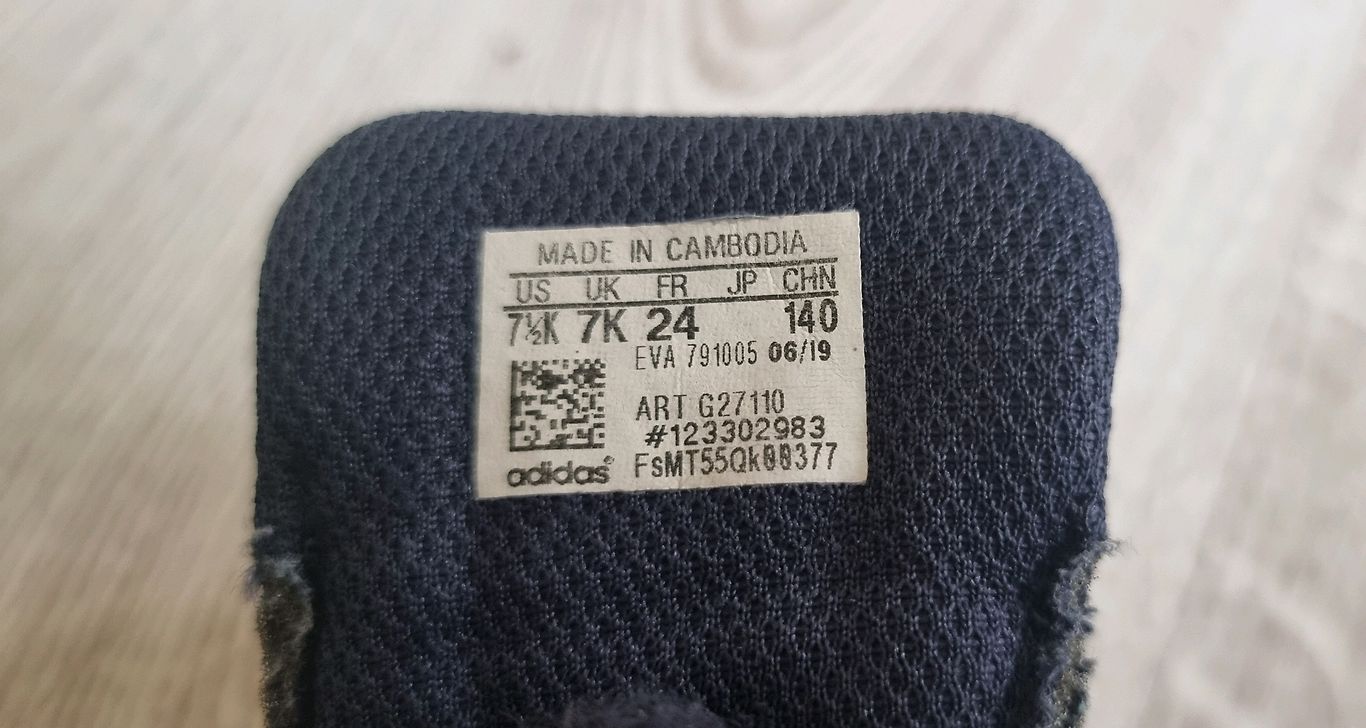 MADE IN CAMBODIA
US UK FR JP CHN
7½K 7K 24 140
EVA 791005 06/19
ART G27110
#123302983
adidas® FsMT55Qk00377